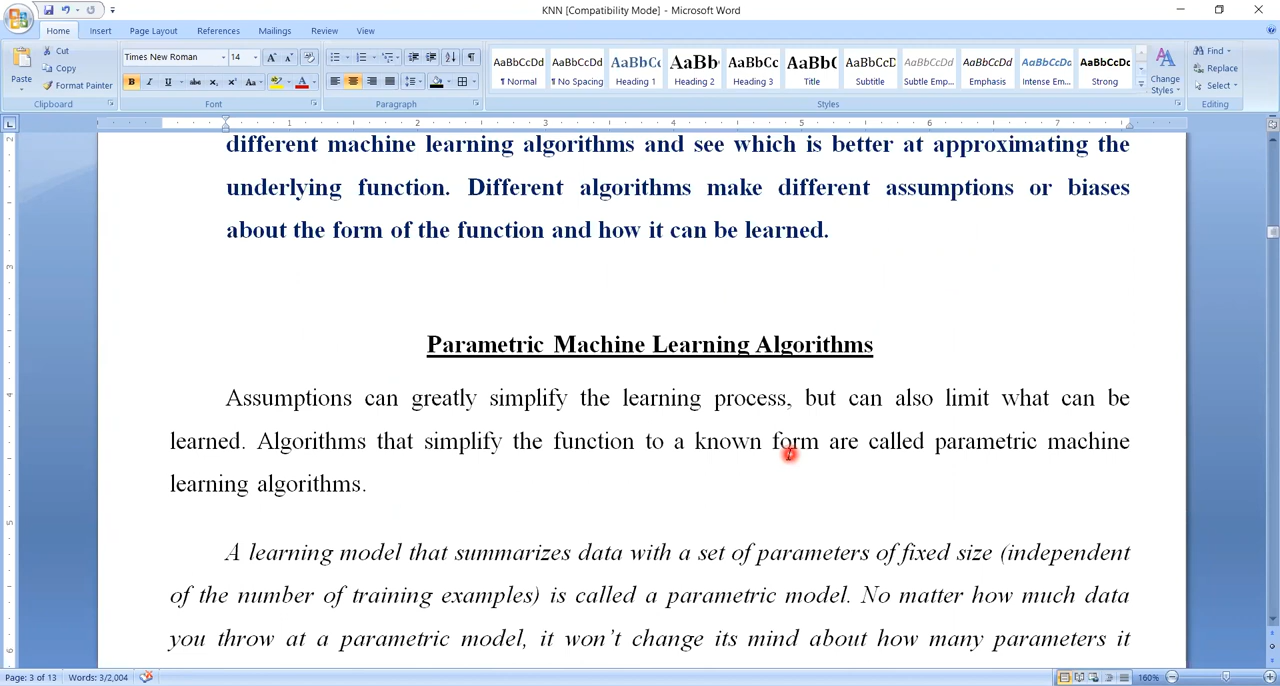 KNN [Compatibility Mode] - Microsoft Word
Home Insert Page Layout References Mailings Review View
Cut
Copy
Format Painter
Paste
Clipboard
Times New Roman 14
Font
Paragraph
AaBbCcDd AaBbCcDd AaBbCc AaBb AaBbCc AaBb( AaBbCcD AaBbCcDd AaBbCcDd AaBbCcDd AaBbCcDc
¶ Normal ¶ No Spacing Heading 1 Heading 2 Heading 3 Title Subtitle Subtle Emp... Emphasis Intense Em... Strong
Styles
Change Styles
Find
Replace
Select
Editing
different machine learning algorithms and see which is better at approximating the
underlying function. Different algorithms make different assumptions or biases
about the form of the function and how it can be learned.
Parametric Machine Learning Algorithms
Assumptions can greatly simplify the learning process, but can also limit what can be
learned. Algorithms that simplify the function to a known form are called parametric machine
learning algorithms.
A learning model that summarizes data with a set of parameters of fixed size (independent
of the number of training examples) is called a parametric model. No matter how much data
you throw at a parametric model, it won’t change its mind about how many parameters it
Page: 3 of 13 Words: 3/2,004 160%